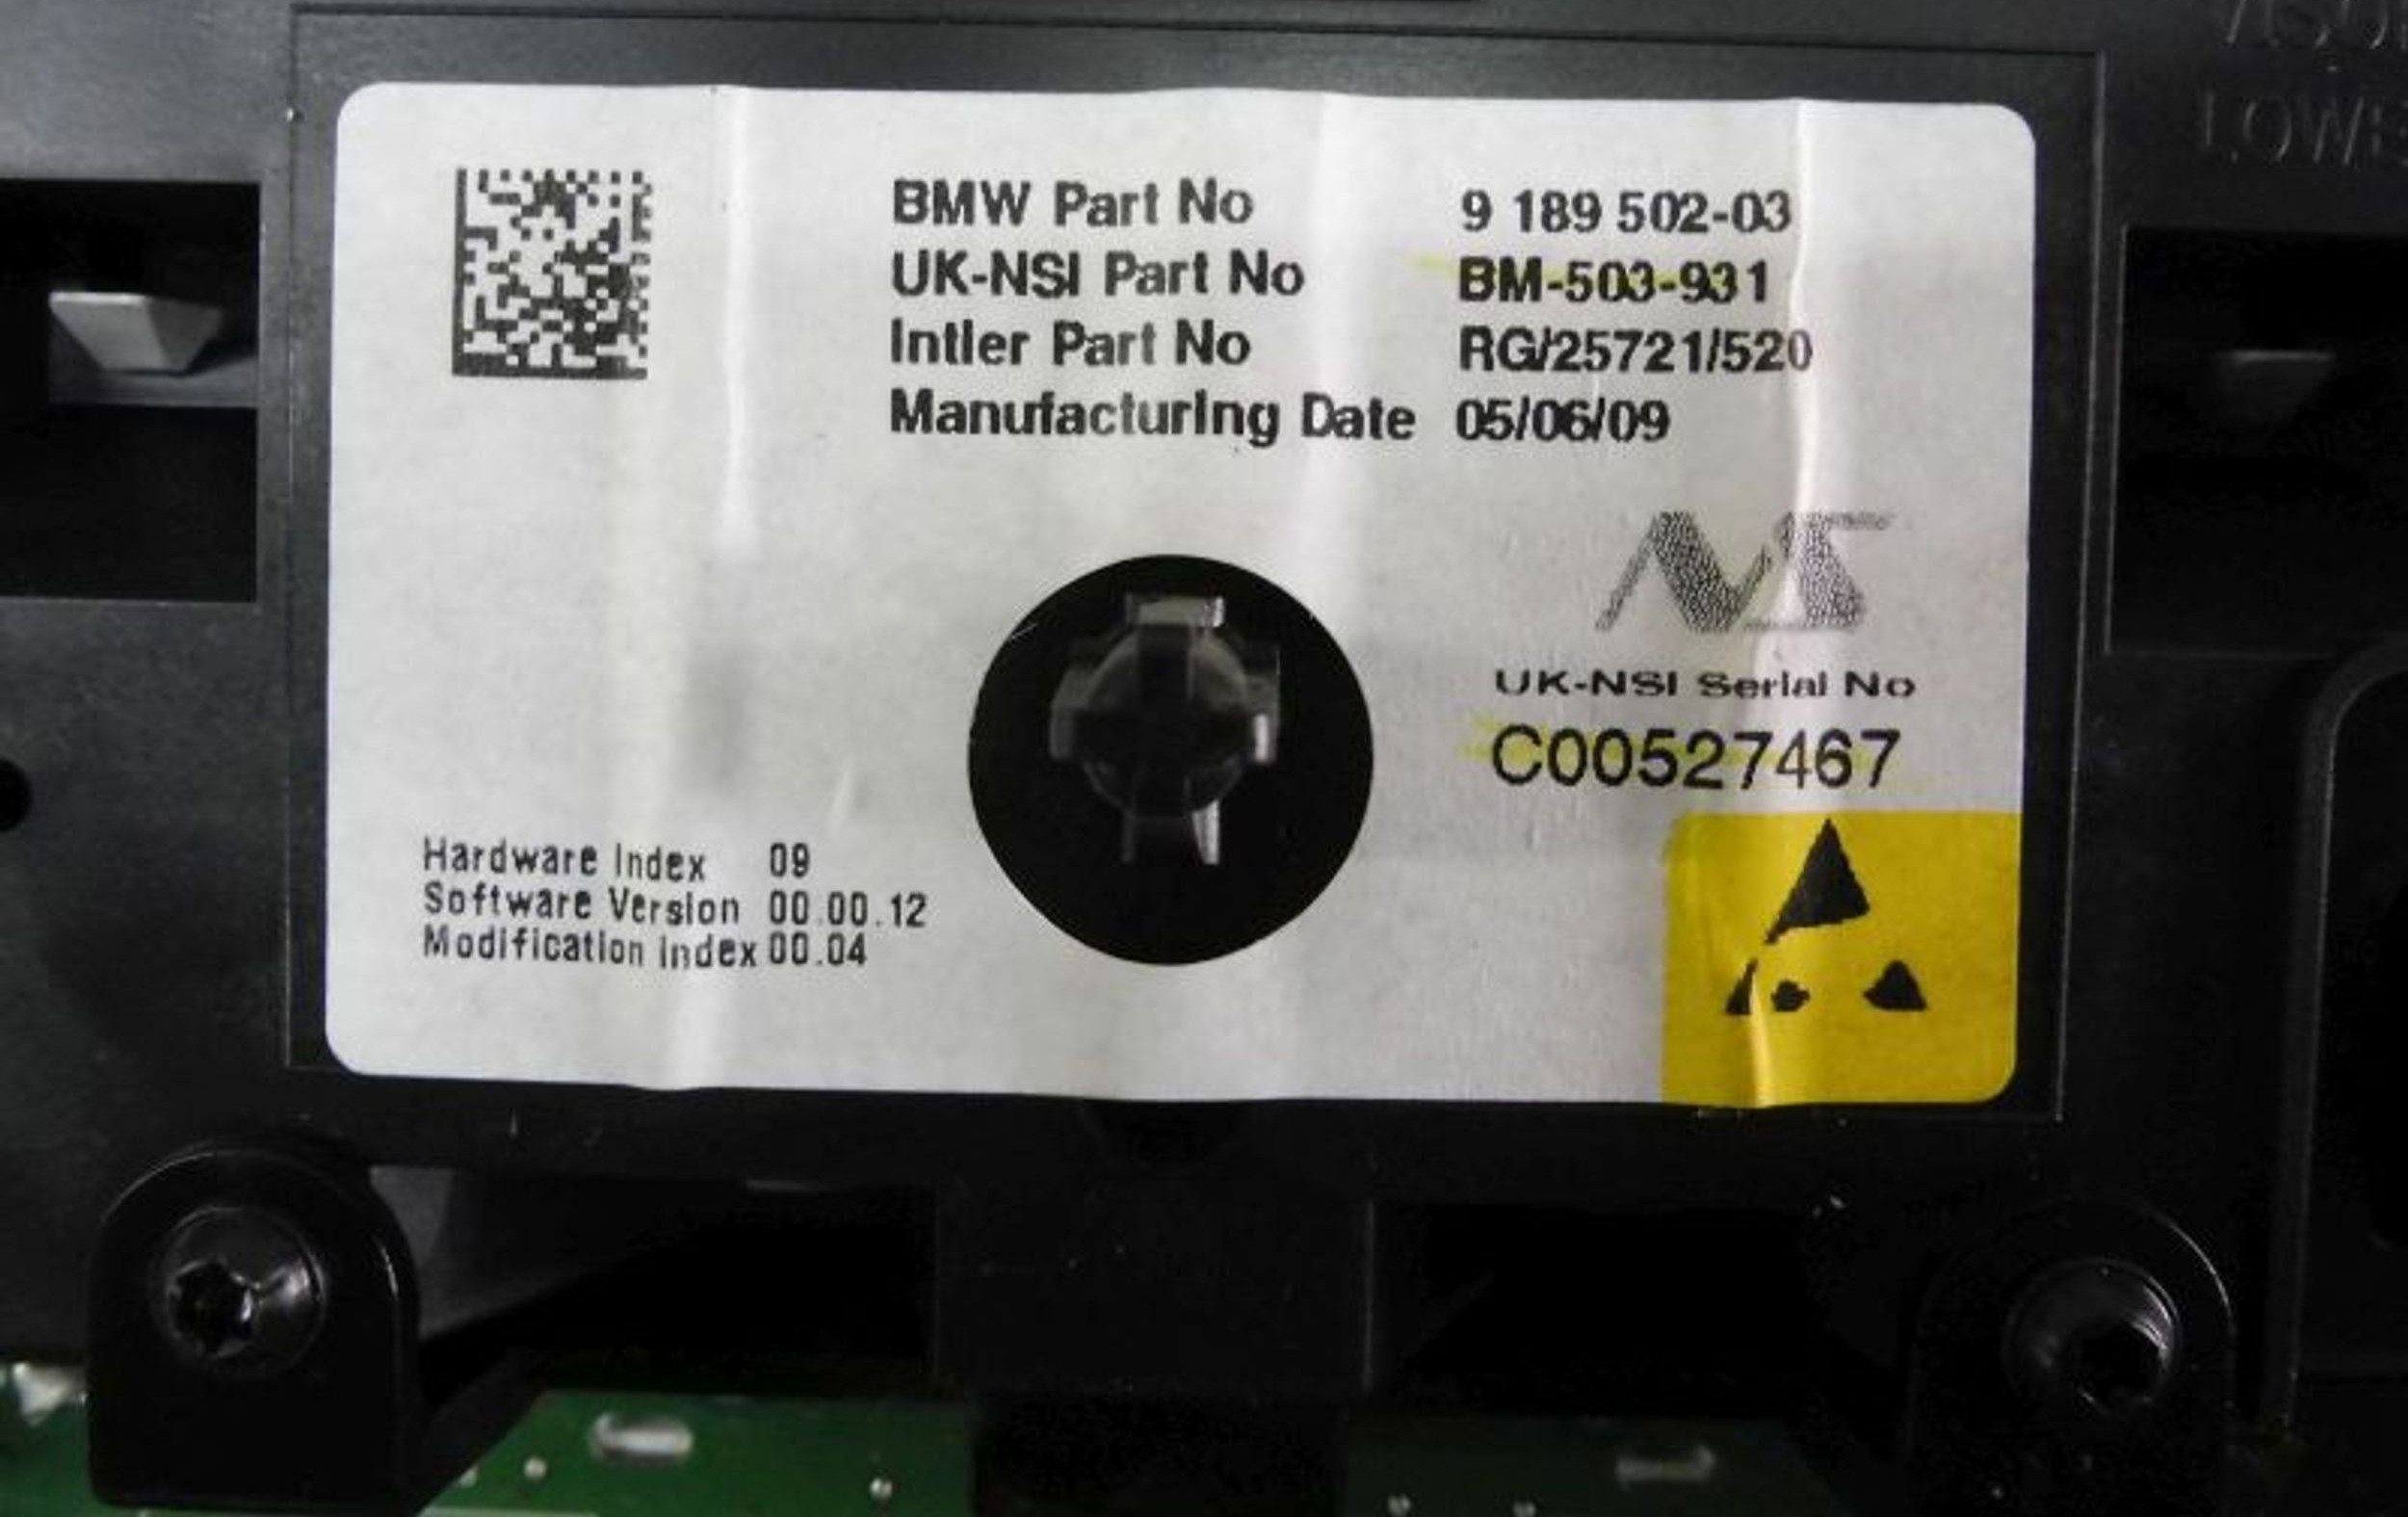 BMW Part No 9 189 502-03
UK-NSI Part No BM-503-931
Intler Part No RG/25721/520
Manufacturing Date 05/06/09
NS
UK-NSI Serial No
C00527467
Hardware Index 09
Software Version 00.00.12
Modification Index 00.04